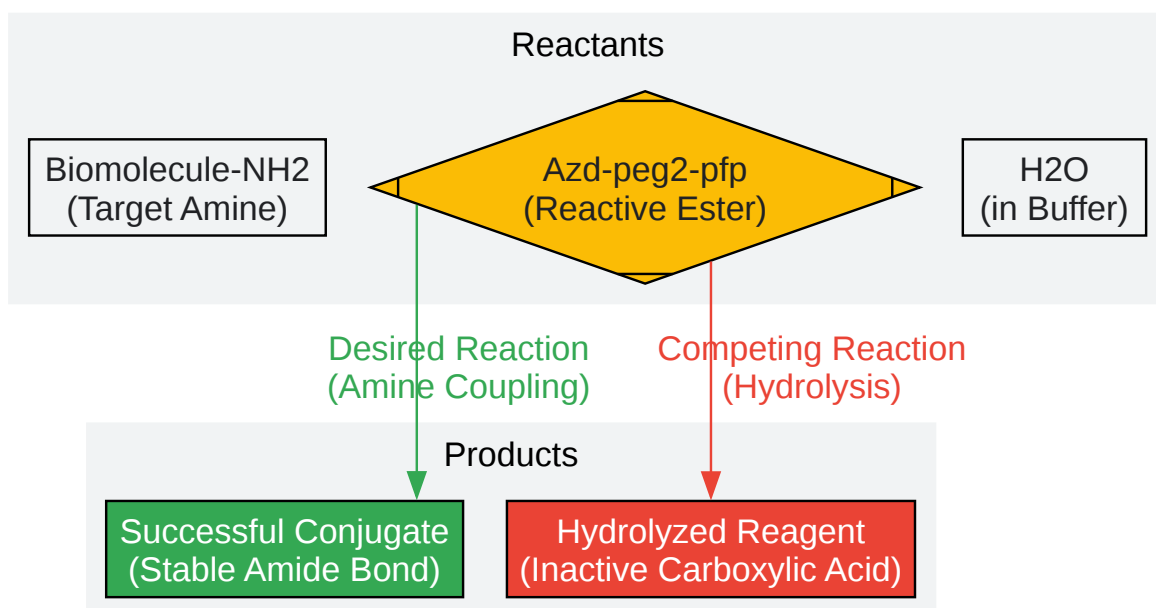 Reactants
Biomolecule-NH2
(Target Amine)
Azd-peg2-pfp
(Reactive Ester)
H2O
(in Buffer)
Desired Reaction
(Amine Coupling)
Competing Reaction
(Hydrolysis)
Products
Successful Conjugate
(Stable Amide Bond)
Hydrolyzed Reagent
(Inactive Carboxylic Acid)